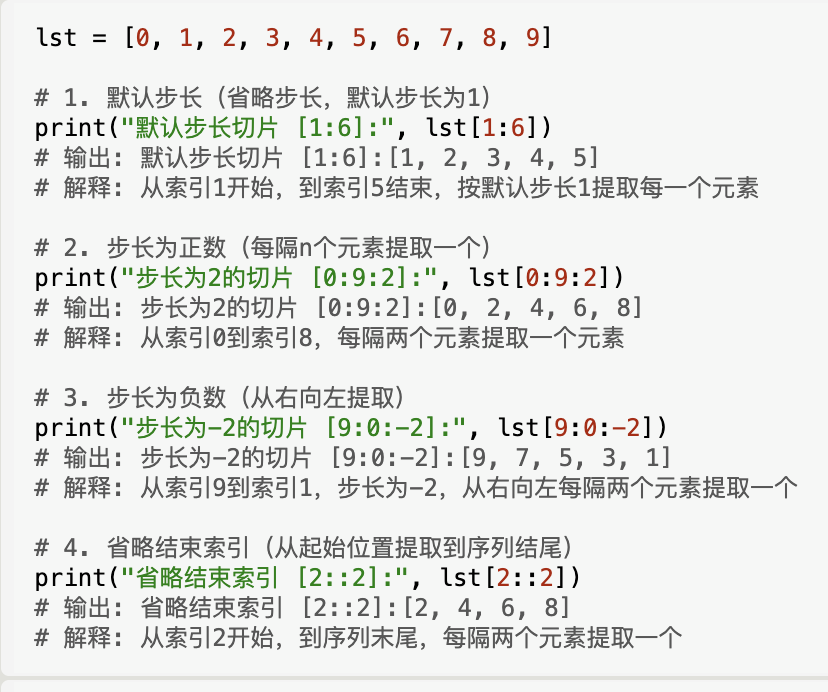 lst = [0, 1, 2, 3, 4, 5, 6, 7, 8, 9]
# 1. 默认步长（省略步长，默认步长为1）
print("默认步长切片 [1:6]:", lst[1:6])
# 输出: 默认步长切片 [1:6]:[1, 2, 3, 4, 5]
# 解释: 从索引1开始，到索引5结束，按默认步长1提取每一个元素
# 2. 步长为正数（每隔n个元素提取一个）
print("步长为2的切片 [0:9:2]:", lst[0:9:2])
# 输出: 步长为2的切片 [0:9:2]:[0, 2, 4, 6, 8]
# 解释: 从索引0到索引8，每隔两个元素提取一个元素
# 3. 步长为负数（从右向左提取）
print("步长为-2的切片 [9:0:-2]:", lst[9:0:-2])
# 输出: 步长为-2的切片 [9:0:-2]:[9, 7, 5, 3, 1]
# 解释: 从索引9到索引1，步长为-2，从右向左每隔两个元素提取一个
# 4. 省略结束索引（从起始位置提取到序列结尾）
print("省略结束索引 [2::2]:", lst[2::2])
# 输出: 省略结束索引 [2::2]:[2, 4, 6, 8]
# 解释: 从索引2开始，到序列末尾，每隔两个元素提取一个